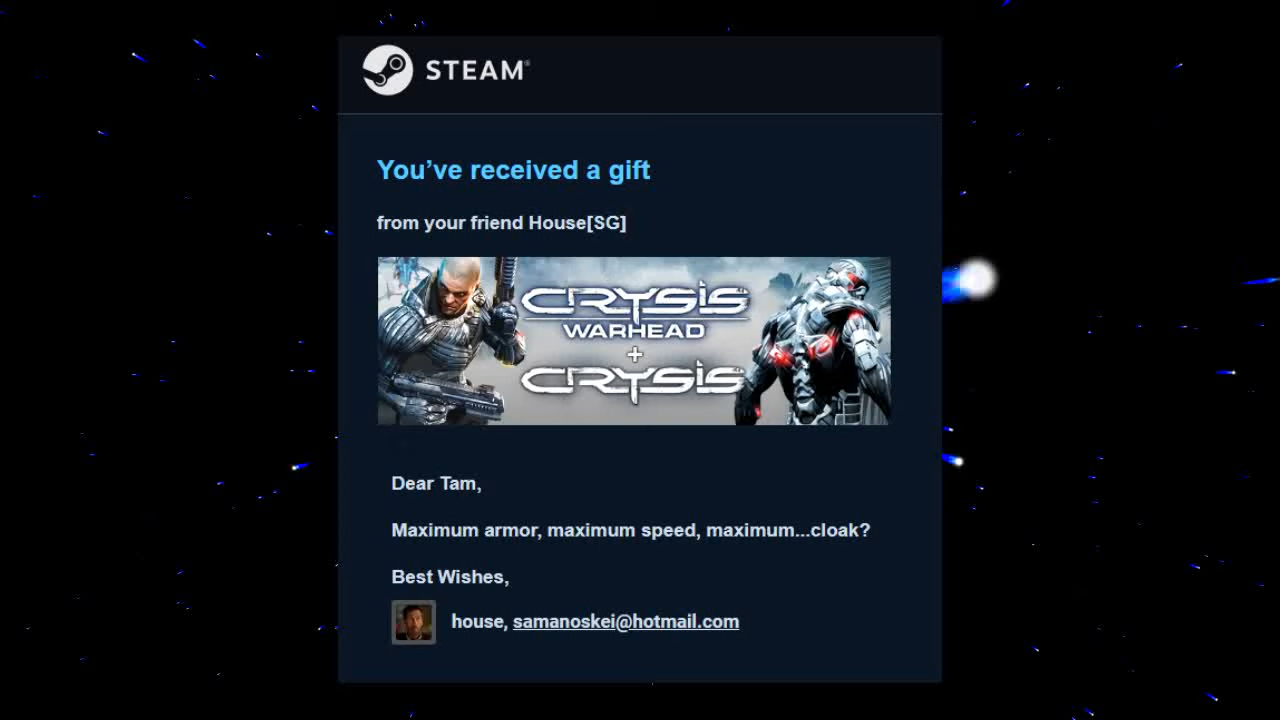 STEAM®
You’ve received a gift
from your friend House[SG]
CRYSIS
WARHEAD
+
CRYSIS
Dear Tam,
Maximum armor, maximum speed, maximum...cloak?
Best Wishes,
house, samanoskei@hotmail.com